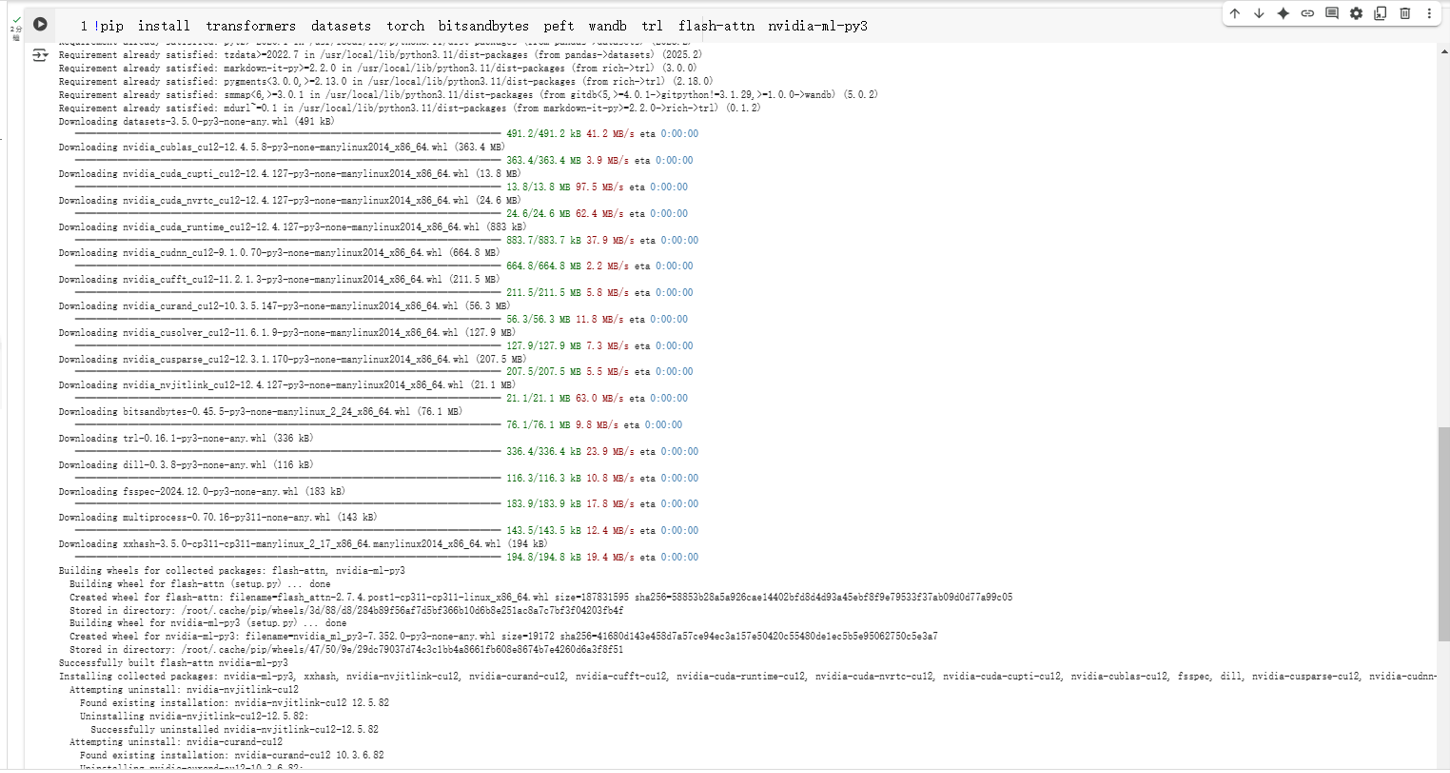 2分
1 !pip install transformers datasets torch bitsandbytes peft wandb trl flash-attn nvidia-ml-py3
Requirement already satisfied: tzdata>=2022.7 in /usr/local/lib/python3.11/dist-packages (from pandas->datasets) (2025.2)
Requirement already satisfied: markdown-it-py>=2.2.0 in /usr/local/lib/python3.11/dist-packages (from rich->trl) (3.0.0)
Requirement already satisfied: pygments<3.0.0,>=2.13.0 in /usr/local/lib/python3.11/dist-packages (from rich->trl) (2.18.0)
Requirement already satisfied: smmap<6,>=3.0.1 in /usr/local/lib/python3.11/dist-packages (from gitdb<5,>=4.0.1->gitpython!=3.1.29,>=1.0.0->wandb) (5.0.2)
Requirement already satisfied: mdurl~=0.1 in /usr/local/lib/python3.11/dist-packages (from markdown-it-py>=2.2.0->rich->trl) (0.1.2)
Downloading datasets-3.5.0-py3-none-any.whl (491 kB)
491.2/491.2 kB 41.2 MB/s eta 0:00:00
Downloading nvidia_cublas_cu12-12.4.5.8-py3-none-manylinux2014_x86_64.whl (363.4 MB)
363.4/363.4 MB 3.9 MB/s eta 0:00:00
Downloading nvidia_cuda_cupti_cu12-12.4.127-py3-none-manylinux2014_x86_64.whl (13.8 MB)
13.8/13.8 MB 97.5 MB/s eta 0:00:00
Downloading nvidia_cuda_nvrtc_cu12-12.4.127-py3-none-manylinux2014_x86_64.whl (24.6 MB)
24.6/24.6 MB 62.4 MB/s eta 0:00:00
Downloading nvidia_cuda_runtime_cu12-12.4.127-py3-none-manylinux2014_x86_64.whl (883 kB)
883.7/883.7 kB 37.9 MB/s eta 0:00:00
Downloading nvidia_cudnn_cu12-9.1.0.70-py3-none-manylinux2014_x86_64.whl (664.8 MB)
664.8/664.8 MB 2.2 MB/s eta 0:00:00
Downloading nvidia_cufft_cu12-11.2.1.3-py3-none-manylinux2014_x86_64.whl (211.5 MB)
211.5/211.5 MB 5.8 MB/s eta 0:00:00
Downloading nvidia_curand_cu12-10.3.5.147-py3-none-manylinux2014_x86_64.whl (56.3 MB)
56.3/56.3 MB 11.8 MB/s eta 0:00:00
Downloading nvidia_cusolver_cu12-11.6.1.9-py3-none-manylinux2014_x86_64.whl (127.9 MB)
127.9/127.9 MB 7.3 MB/s eta 0:00:00
Downloading nvidia_cusparse_cu12-12.3.1.170-py3-none-manylinux2014_x86_64.whl (207.5 MB)
207.5/207.5 MB 5.5 MB/s eta 0:00:00
Downloading nvidia_nvjitlink_cu12-12.4.127-py3-none-manylinux2014_x86_64.whl (21.1 MB)
21.1/21.1 MB 63.0 MB/s eta 0:00:00
Downloading bitsandbytes-0.45.5-py3-none-manylinux_2_24_x86_64.whl (76.1 MB)
76.1/76.1 MB 9.8 MB/s eta 0:00:00
Downloading trl-0.16.1-py3-none-any.whl (336 kB)
336.4/336.4 kB 23.9 MB/s eta 0:00:00
Downloading dill-0.3.8-py3-none-any.whl (116 kB)
116.3/116.3 kB 10.8 MB/s eta 0:00:00
Downloading fsspec-2024.12.0-py3-none-any.whl (183 kB)
183.9/183.9 kB 17.8 MB/s eta 0:00:00
Downloading multiprocess-0.70.16-py311-none-any.whl (143 kB)
143.5/143.5 kB 12.4 MB/s eta 0:00:00
Downloading xxhash-3.5.0-cp311-cp311-manylinux_2_17_x86_64.manylinux2014_x86_64.whl (194 kB)
194.8/194.8 kB 19.4 MB/s eta 0:00:00
Building wheels for collected packages: flash-attn, nvidia-ml-py3
Building wheel for flash-attn (setup.py) ... done
Created wheel for flash-attn: filename=flash_attn-2.7.4.post1-cp311-cp311-linux_x86_64.whl size=187831595 sha256=58853b28a5a926cae14402bfd8d4d93a45ebf8f9e79533f37ab09d0d77a99c05
Stored in directory: /root/.cache/pip/wheels/3d/88/d8/284b89f56af7d5bf366b10d6b8e251ac8a7c7bf3f04203fb4f
Building wheel for nvidia-ml-py3 (setup.py) ... done
Created wheel for nvidia-ml-py3: filename=nvidia_ml_py3-7.352.0-py3-none-any.whl size=19172 sha256=41680d143e458d7a57ce94ec3a157e50420c55480de1ec5b5e95062750c5e3a7
Stored in directory: /root/.cache/pip/wheels/47/50/9e/29dc79037d74c3c1bb4a8661fb608e8674b7e4260d6a3f8f51
Successfully built flash-attn nvidia-ml-py3
Installing collected packages: nvidia-ml-py3, xxhash, nvidia-nvjitlink-cu12, nvidia-curand-cu12, nvidia-cufft-cu12, nvidia-cuda-runtime-cu12, nvidia-cuda-nvrtc-cu12, nvidia-cuda-cupti-cu12, nvidia-cublas-cu12, fsspec, dill, nvidia-cusparse-cu12, nvidia-cudnn-
Attempting uninstall: nvidia-nvjitlink-cu12
Found existing installation: nvidia-nvjitlink-cu12 12.5.82
Uninstalling nvidia-nvjitlink-cu12-12.5.82:
Successfully uninstalled nvidia-nvjitlink-cu12-12.5.82
Attempting uninstall: nvidia-curand-cu12
Found existing installation: nvidia-curand-cu12 10.3.6.82
Uninstalling nvidia-curand-cu12-10.3.6.82: